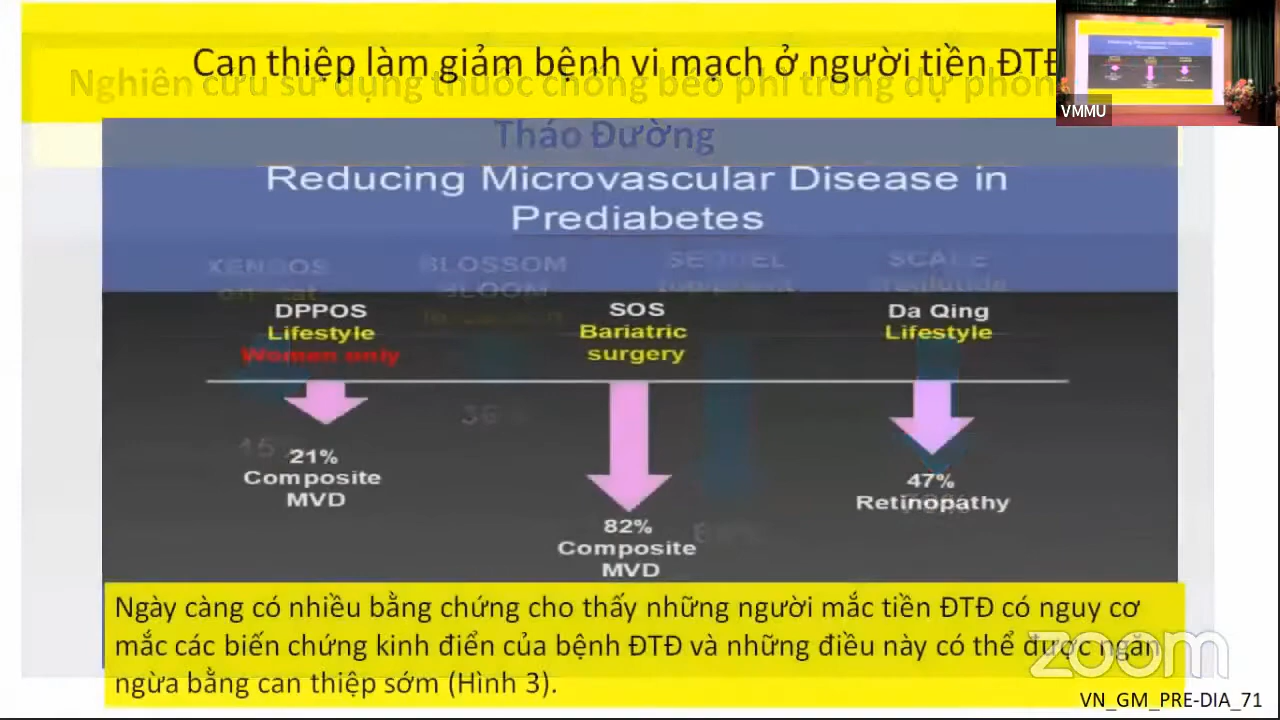 Can thiệp làm giảm bệnh vi mạch ở người tiền ĐTĐ
Nghiên cứu sử dụng thuốc chống béo phì trong dự
Tháo Đường
VMMU
Reducing Microvascular Disease in
Prediabetes
XENDOS
BLOSSOM
SEQUEL
SCALE
BLOOM
DPPOS
Lifestyle
Women only
SOS
Bariatric
surgery
Da Qing
Lifestyle
21%
Composite
MVD
82%
Composite
MVD
47%
Retinopathy
Ngày càng có nhiều bằng chứng cho thấy những người mắc tiền ĐTĐ có nguy cơ
mắc các biến chứng kinh điển của bệnh ĐTĐ và những điều này có thể được ngăn
ngừa bằng can thiệp sớm (Hình 3).
zoom
VN_GM_PRE-DIA_71